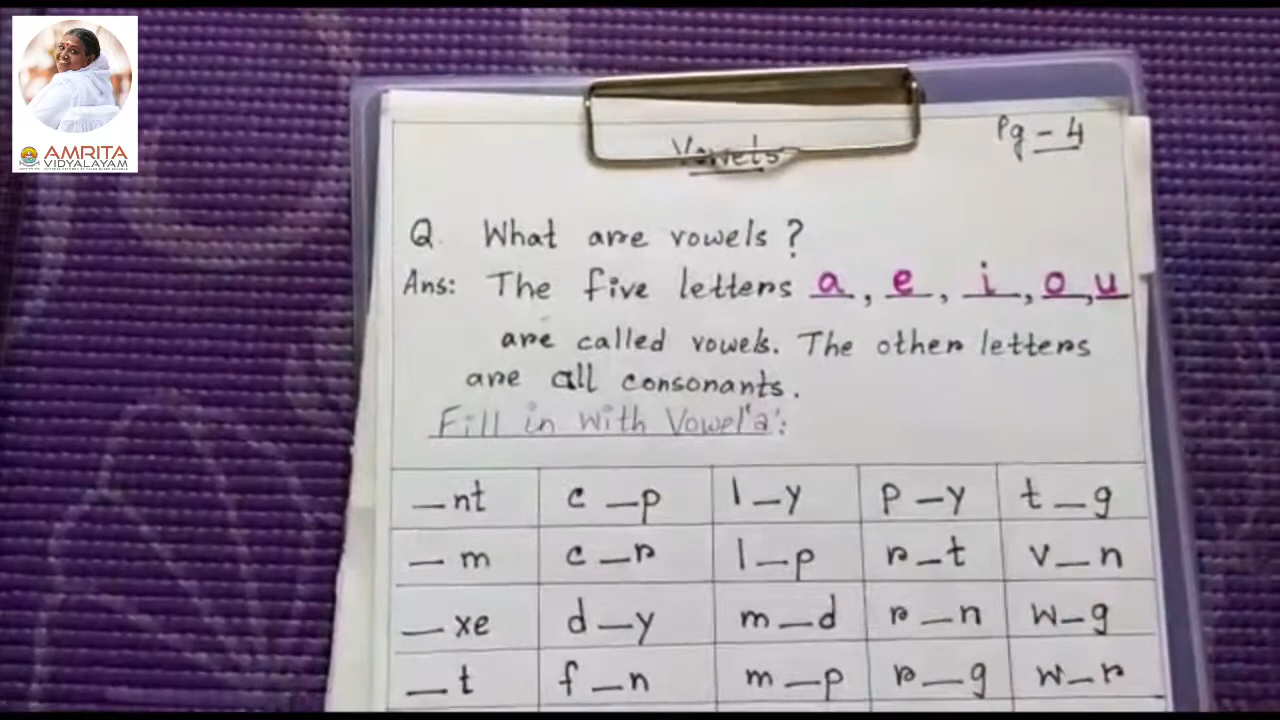 AMRITA
VIDYALAYAM
Pg - 4
Vowels
Q. What are vowels ?
Ans: The five letters a, e, i, o, u
are called vowels. The other letters
are all consonants.
Fill in with Vowel 'a':
_nt c_p l_y p_y t_g
_m c_r l_p r_t v_n
_xe d_y m_d r_n w_g
_t f_n m_p r_g w_r